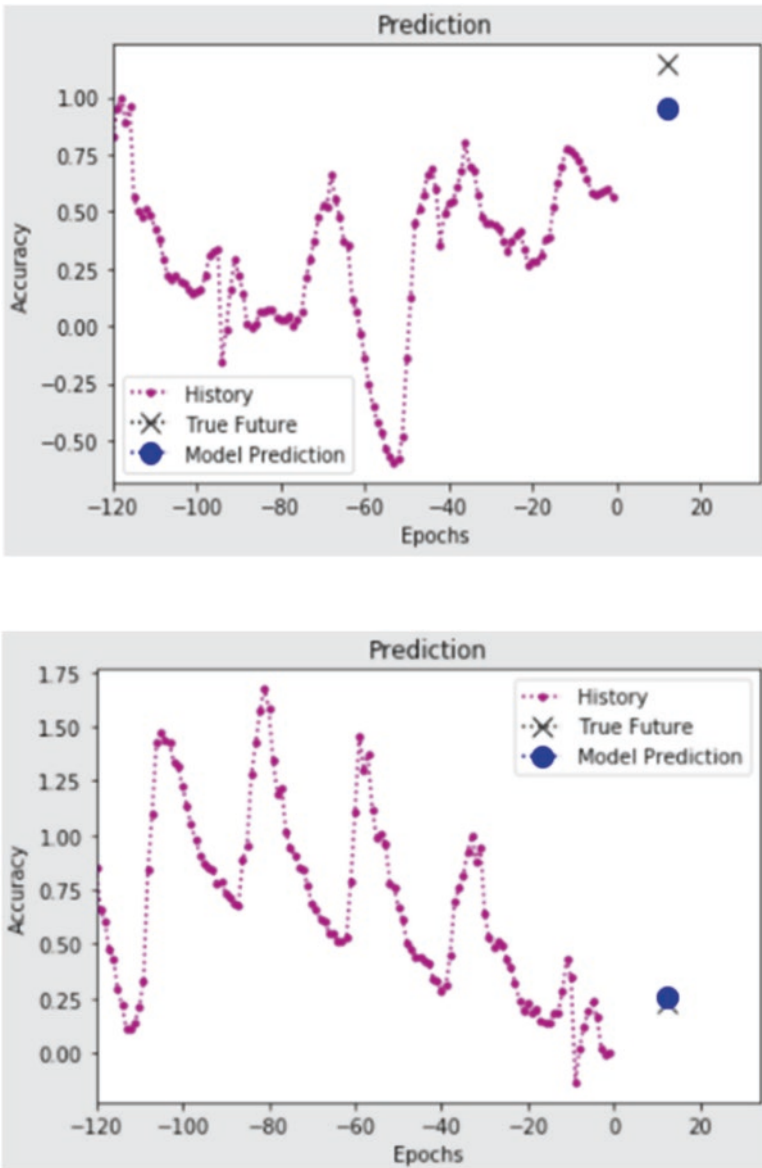 Prediction
1.00
0.75
0.50
0.25
0.00
−0.25
−0.50
Accuracy
History
True Future
Model Prediction
−120 −100 −80 −60 −40 −20 0 20
Epochs
Prediction
1.75
1.50
1.25
1.00
0.75
0.50
0.25
0.00
Accuracy
History
True Future
Model Prediction
−120 −100 −80 −60 −40 −20 0 20
Epochs